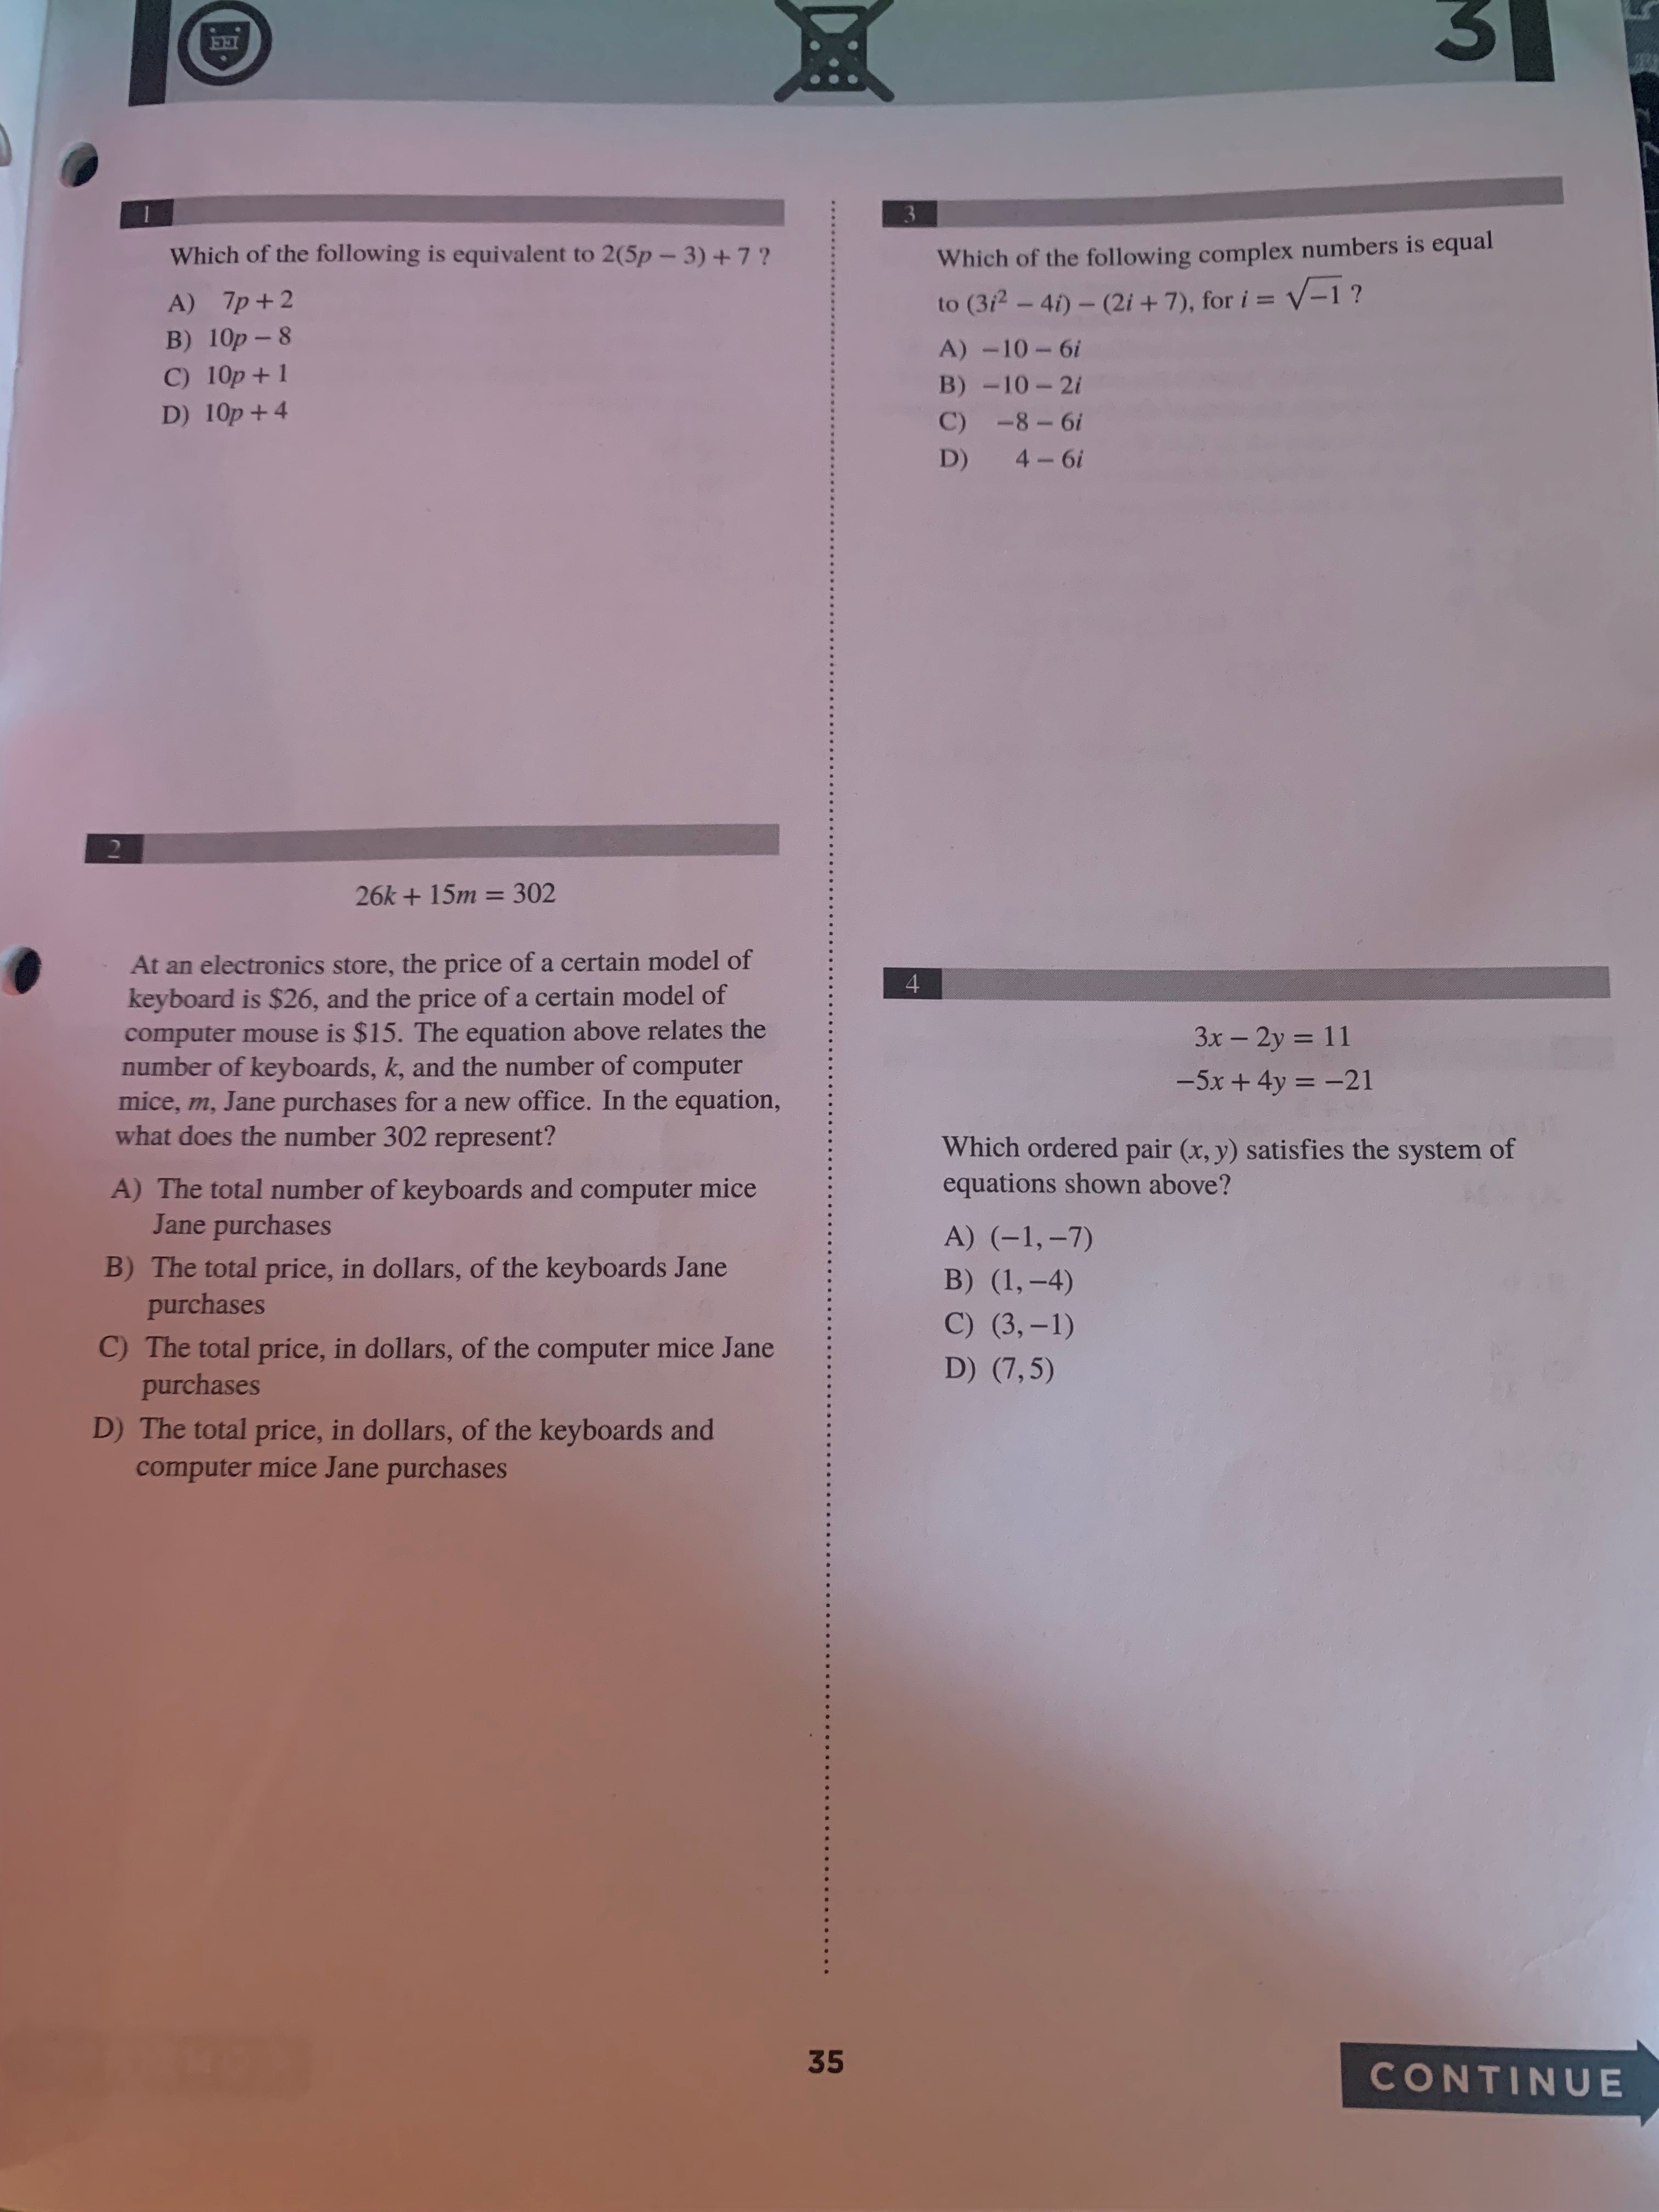 EEI
3
1
Which of the following is equivalent to 2(5p − 3) + 7 ?
A) 7p + 2
B) 10p − 8
C) 10p + 1
D) 10p + 4
2
26k + 15m = 302
At an electronics store, the price of a certain model of
keyboard is $26, and the price of a certain model of
computer mouse is $15. The equation above relates the
number of keyboards, k, and the number of computer
mice, m, Jane purchases for a new office. In the equation,
what does the number 302 represent?
A) The total number of keyboards and computer mice
Jane purchases
B) The total price, in dollars, of the keyboards Jane
purchases
C) The total price, in dollars, of the computer mice Jane
purchases
D) The total price, in dollars, of the keyboards and
computer mice Jane purchases
3
Which of the following complex numbers is equal
to (3i² − 4i) − (2i + 7), for i = √−1 ?
A) −10 − 6i
B) −10 − 2i
C) −8 − 6i
D) 4 − 6i
4
3x − 2y = 11
−5x + 4y = −21
Which ordered pair (x, y) satisfies the system of
equations shown above?
A) (−1, −7)
B) (1, −4)
C) (3, −1)
D) (7, 5)
35
CONTINUE